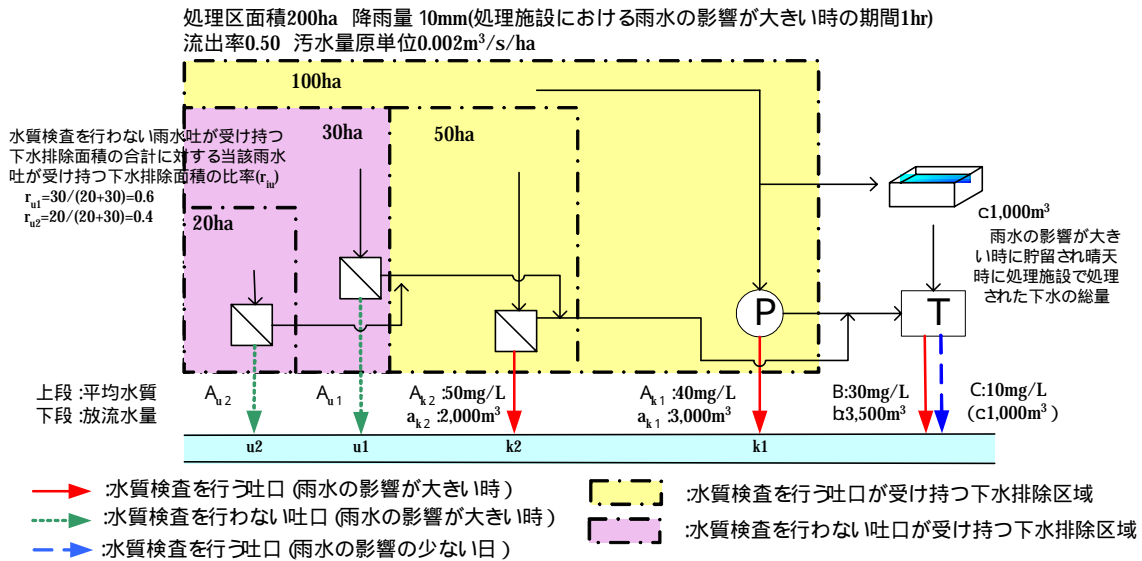 処理区面積200ha 降雨量 10mm(処理施設における雨水の影響が大きい時の期間1hr)
流出率0.50 汚水量原単位0.002m³/s/ha
100ha
30ha
50ha
水質検査を行わない雨水吐が受け持つ
下水排除面積の合計に対する当該雨水
吐が受け持つ下水排除面積の比率(r_iu)
r_u1=30/(20+30)=0.6
r_u2=20/(20+30)=0.4
20ha
c1,000m³
雨水の影響が大き
い時に貯留され晴天
時に処理施設で処理
された下水の総量
P
T
上段 :平均水質
下段 :放流水量
A_u2
A_u1
A_k2 :50mg/L
a_k2 :2,000m³
A_k1 :40mg/L
a_k1 :3,000m³
B:30mg/L
b3,500m³
C:10mg/L
(c1,000m³)
u2
u1
k2
k1
:水質検査を行う吐口 (雨水の影響が大きい時)
:水質検査を行わない吐口 (雨水の影響が大きい時)
:水質検査を行う吐口 (雨水の影響の少ない日)
:水質検査を行う吐口が受け持つ下水排除区域
:水質検査を行わない吐口が受け持つ下水排除区域